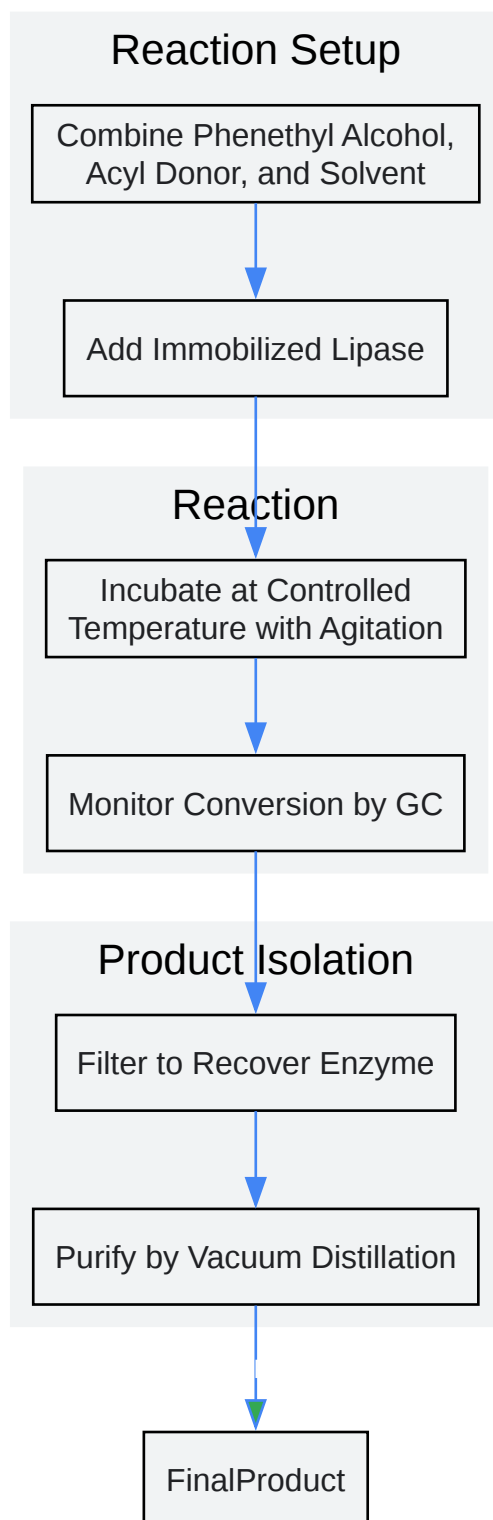 Reaction Setup
Combine Phenethyl Alcohol,
Acyl Donor, and Solvent
Add Immobilized Lipase
Reaction
Incubate at Controlled
Temperature with Agitation
Monitor Conversion by GC
Product Isolation
Filter to Recover Enzyme
Purify by Vacuum Distillation
FinalProduct